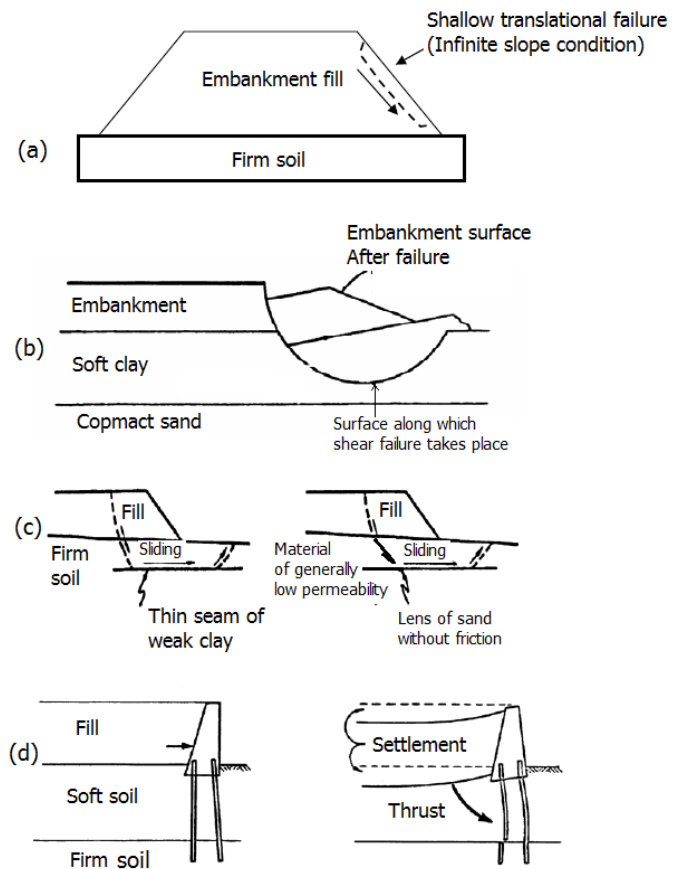 Shallow translational failure
(Infinite slope condition)
Embankment fill
(a)
Firm soil
Embankment surface
After failure
Embankment
(b)
Soft clay
Copmact sand
Surface along which
shear failure takes place
(c)
Fill
Firm
soil
Sliding
Thin seam of
weak clay
Fill
Material
of generally
low permeability
Sliding
Lens of sand
without friction
(d)
Fill
Soft soil
Firm soil
Settlement
Thrust